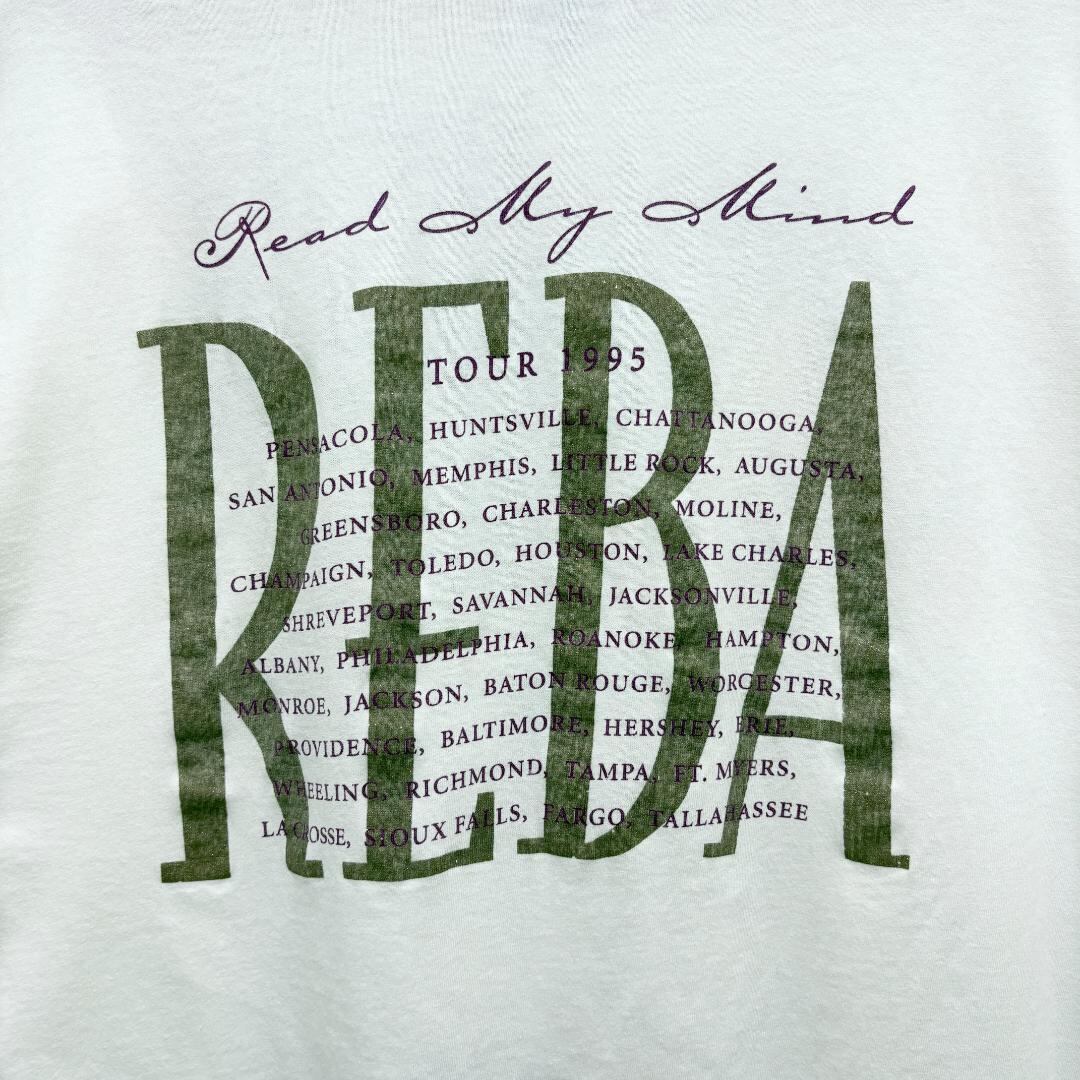 Read My Mind
REBA
TOUR 1995
PENSACOLA, HUNTSVILLE, CHATTANOOGA,
SAN ANTONIO, MEMPHIS, LITTLE ROCK, AUGUSTA,
GREENSBORO, CHARLESTON, MOLINE,
CHAMPAIGN, TOLEDO, HOUSTON, LAKE CHARLES,
SHREVEPORT, SAVANNAH, JACKSONVILLE,
ALBANY, PHILADELPHIA, ROANOKE, HAMPTON,
MONROE, JACKSON, BATON ROUGE, WORCESTER,
PROVIDENCE, BALTIMORE, HERSHEY, ERIE,
WHEELING, RICHMOND, TAMPA, FT. MYERS,
LA CROSSE, SIOUX FALLS, FARGO, TALLAHASSEE